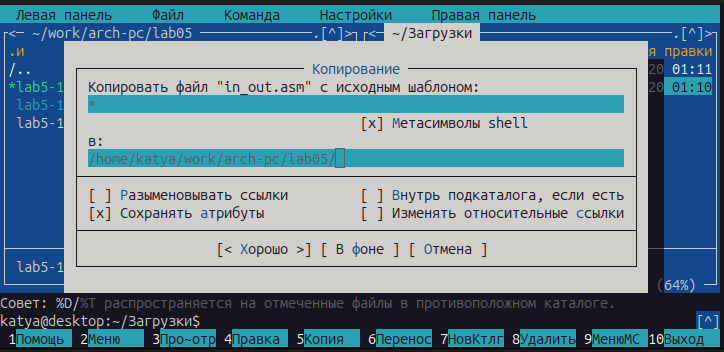 Левая панель Файл Команда Настройки Правая панель
<─ ~/work/arch-pc/lab05 .[^]> <─ ~/Загрузки .[^]>
.и я правки
/.. 20 01:11
*lab5-1 20 01:10
lab5-1
lab5-1
Копирование
Копировать файл "in_out.asm" с исходным шаблоном:
*
[x] Метасимволы shell
в:
/home/katya/work/arch-pc/lab05/
[ ] Разыменовывать ссылки [ ] Внутрь подкаталога, если есть
[x] Сохранять атрибуты [ ] Изменять относительные ссылки
[< Хорошо >] [ В фоне ] [ Отмена ]
lab5-1
(64%)
Совет: %D/%T распространяется на отмеченные файлы в противоположном каталоге.
katya@desktop:~/Загрузки$ [^]
1Помощь 2Меню 3Про~отр 4Правка 5Копия 6Перенос 7НовКтлг 8Удалить 9МенюМС 10Выход